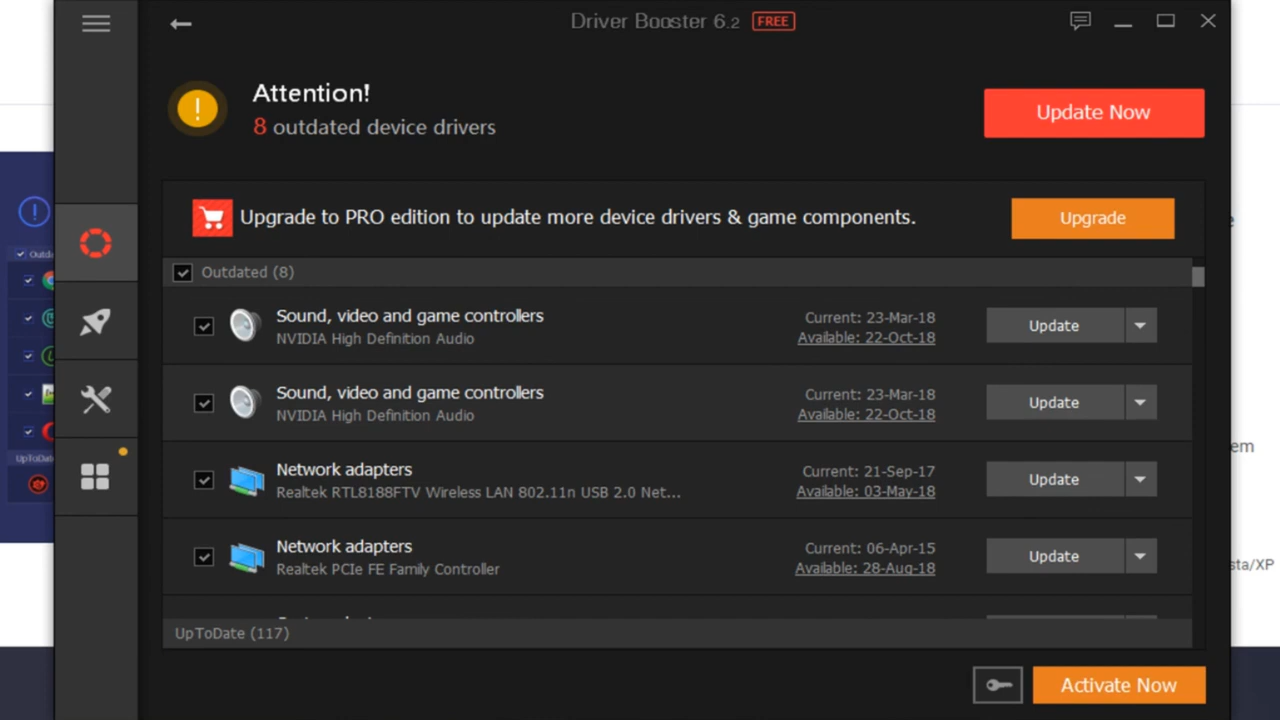 Driver Booster 6.2 FREE
Attention!
8 outdated device drivers
Update Now
Upgrade to PRO edition to update more device drivers & game components.
Upgrade
Outdated (8)
Sound, video and game controllers
NVIDIA High Definition Audio
Current: 23-Mar-18
Available: 22-Oct-18
Update
Sound, video and game controllers
NVIDIA High Definition Audio
Current: 23-Mar-18
Available: 22-Oct-18
Update
Network adapters
Realtek RTL8188FTV Wireless LAN 802.11n USB 2.0 Net...
Current: 21-Sep-17
Available: 03-May-18
Update
Network adapters
Realtek PCIe FE Family Controller
Current: 06-Apr-15
Available: 28-Aug-18
Update
UpToDate (117)
Activate Now
UpToDate
em
sta/XP